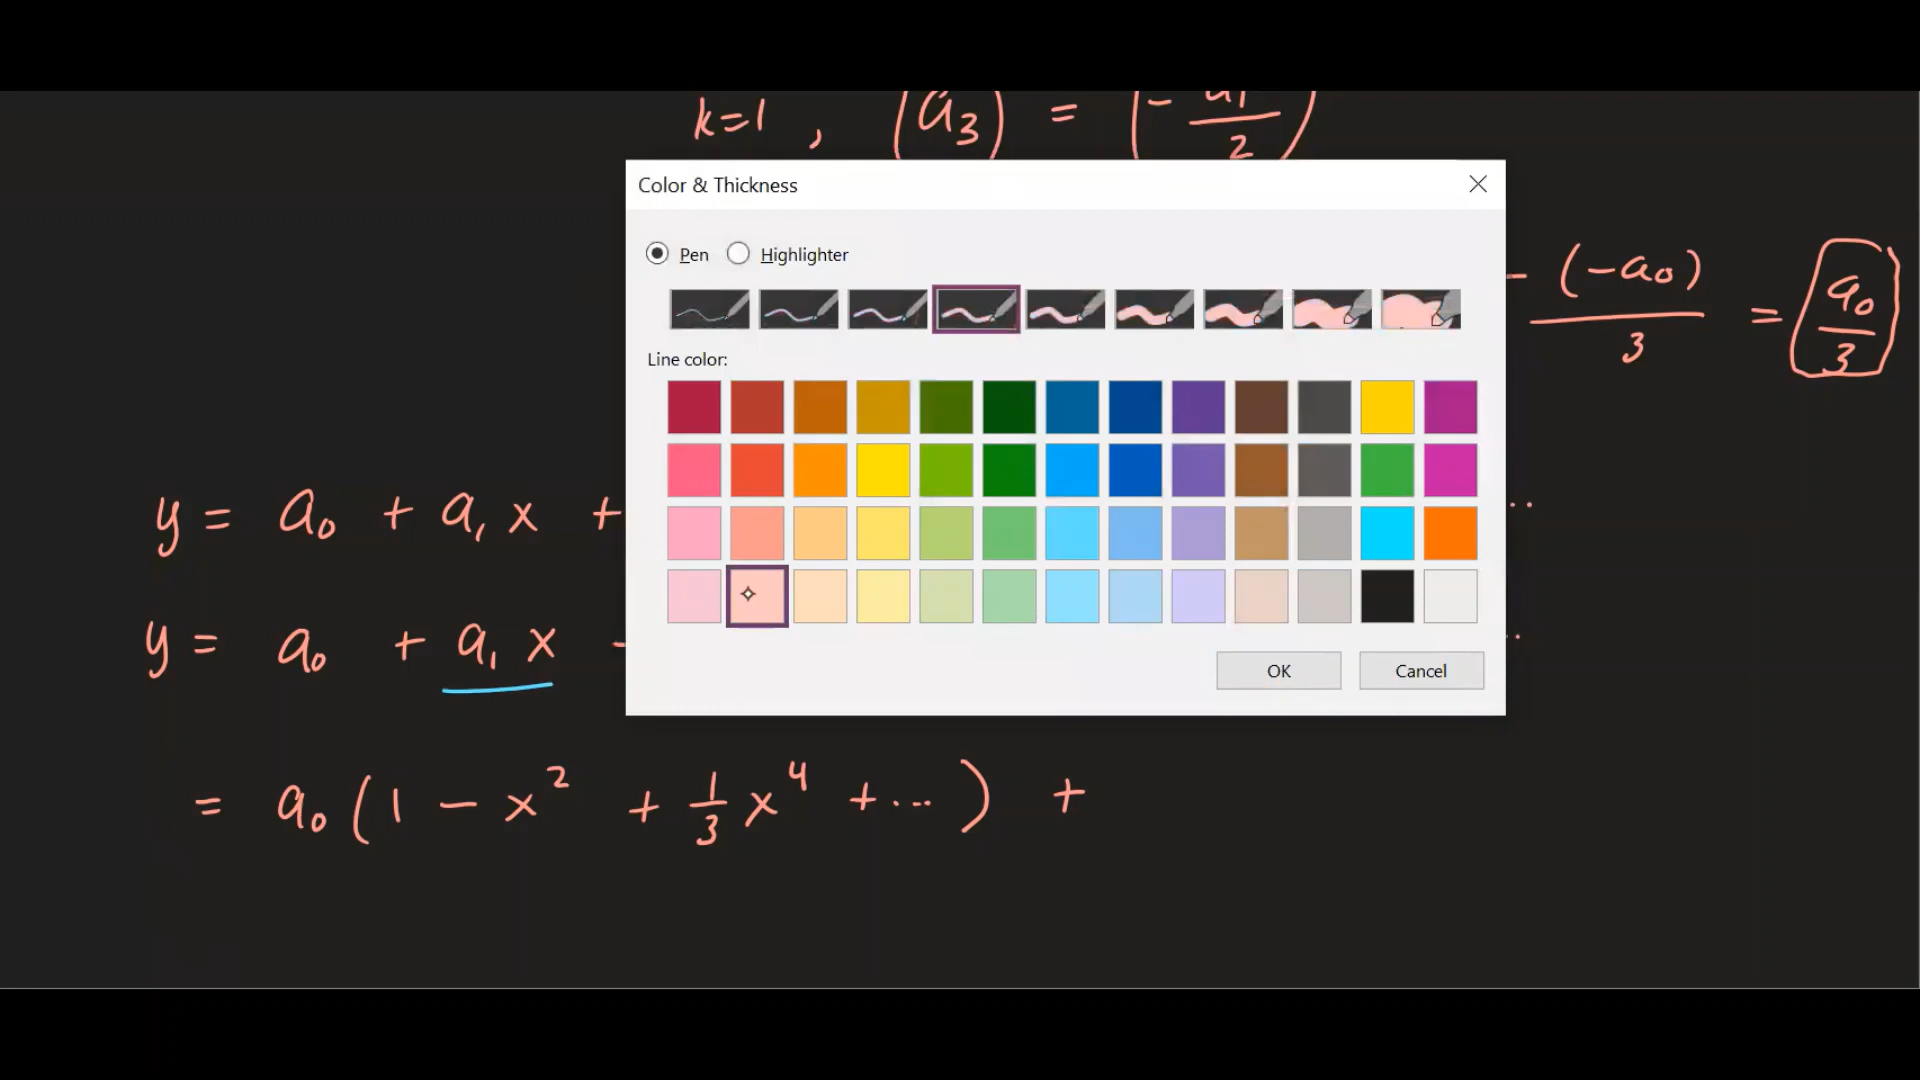 k=1 , (a₃) = (- a₁/2)
Color & Thickness
Pen Highlighter
- (-a₀)/3 = a₀/3
Line color:
y = a₀ + a₁ x + ..
y = a₀ + a₁ x - .
OK Cancel
= a₀ (1 - x² + 1/3 x⁴ + ...) +